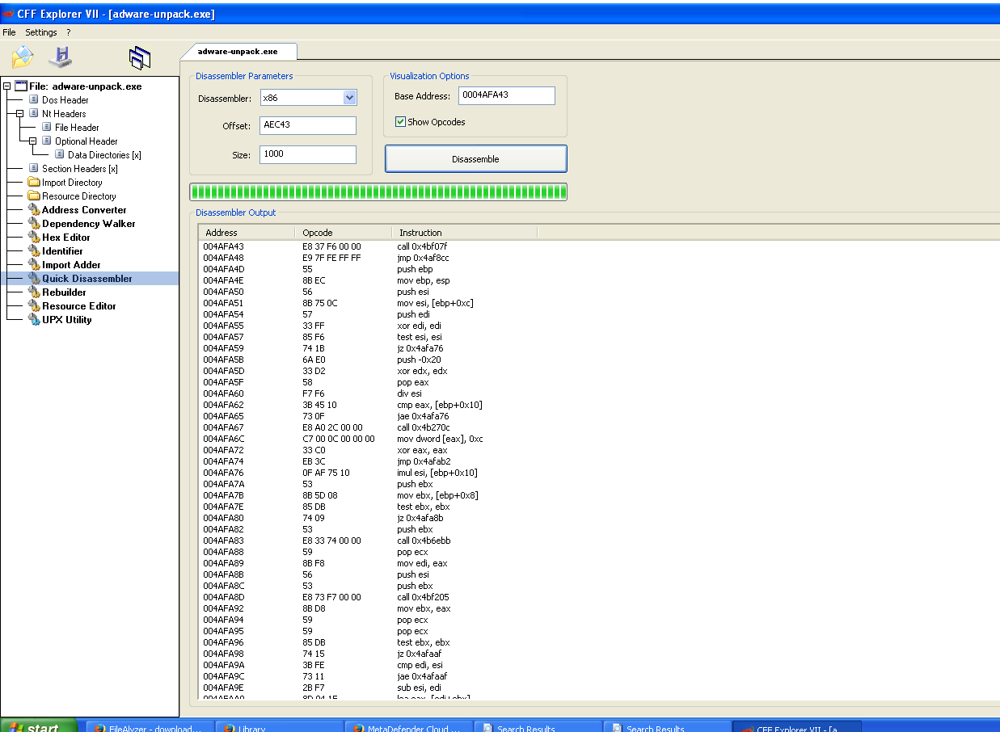 CFF Explorer VII - [adware-unpack.exe]
File Settings ?
adware-unpack.exe
File: adware-unpack.exe
Dos Header
Nt Headers
File Header
Optional Header
Data Directories [x]
Section Headers [x]
Import Directory
Resource Directory
Address Converter
Dependency Walker
Hex Editor
Identifier
Import Adder
Quick Disassembler
Rebuilder
Resource Editor
UPX Utility
Disassembler Parameters
Disassembler: x86
Offset: AEC43
Size: 1000
Visualization Options
Base Address: 0004AFA43
Show Opcodes
Disassemble
Disassembler Output
Address Opcode Instruction
004AFA43 E8 37 F6 00 00 call 0x4bf07f
004AFA48 E9 7F FE FF FF jmp 0x4af8cc
004AFA4D 55 push ebp
004AFA4E 8B EC mov ebp, esp
004AFA50 56 push esi
004AFA51 8B 75 0C mov esi, [ebp+0xc]
004AFA54 57 push edi
004AFA55 33 FF xor edi, edi
004AFA57 85 F6 test esi, esi
004AFA59 74 1B jz 0x4afa76
004AFA5B 6A E0 push -0x20
004AFA5D 33 D2 xor edx, edx
004AFA5F 58 pop eax
004AFA60 F7 F6 div esi
004AFA62 3B 45 10 cmp eax, [ebp+0x10]
004AFA65 73 0F jae 0x4afa76
004AFA67 E8 A0 2C 00 00 call 0x4b270c
004AFA6C C7 00 0C 00 00 00 mov dword [eax], 0xc
004AFA72 33 C0 xor eax, eax
004AFA74 EB 3C jmp 0x4afab2
004AFA76 0F AF 75 10 imul esi, [ebp+0x10]
004AFA7A 53 push ebx
004AFA7B 8B 5D 08 mov ebx, [ebp+0x8]
004AFA7E 85 DB test ebx, ebx
004AFA80 74 09 jz 0x4afa8b
004AFA82 53 push ebx
004AFA83 E8 33 74 00 00 call 0x4b6ebb
004AFA88 59 pop ecx
004AFA89 8B F8 mov edi, eax
004AFA8B 56 push esi
004AFA8C 53 push ebx
004AFA8D E8 73 F7 00 00 call 0x4bf205
004AFA92 8B D8 mov ebx, eax
004AFA94 59 pop ecx
004AFA95 59 pop ecx
004AFA96 85 DB test ebx, ebx
004AFA98 74 15 jz 0x4afaaf
004AFA9A 3B FE cmp edi, esi
004AFA9C 73 11 jae 0x4afaaf
004AFA9E 2B F7 sub esi, edi
004AFAA0 8D 04 1F lea eax, [edi+ebx]
start
FileAlyzer - download...
Library
MetaDefender Cloud ...
Search Results
Search Results
CFF Explorer VII - [a...